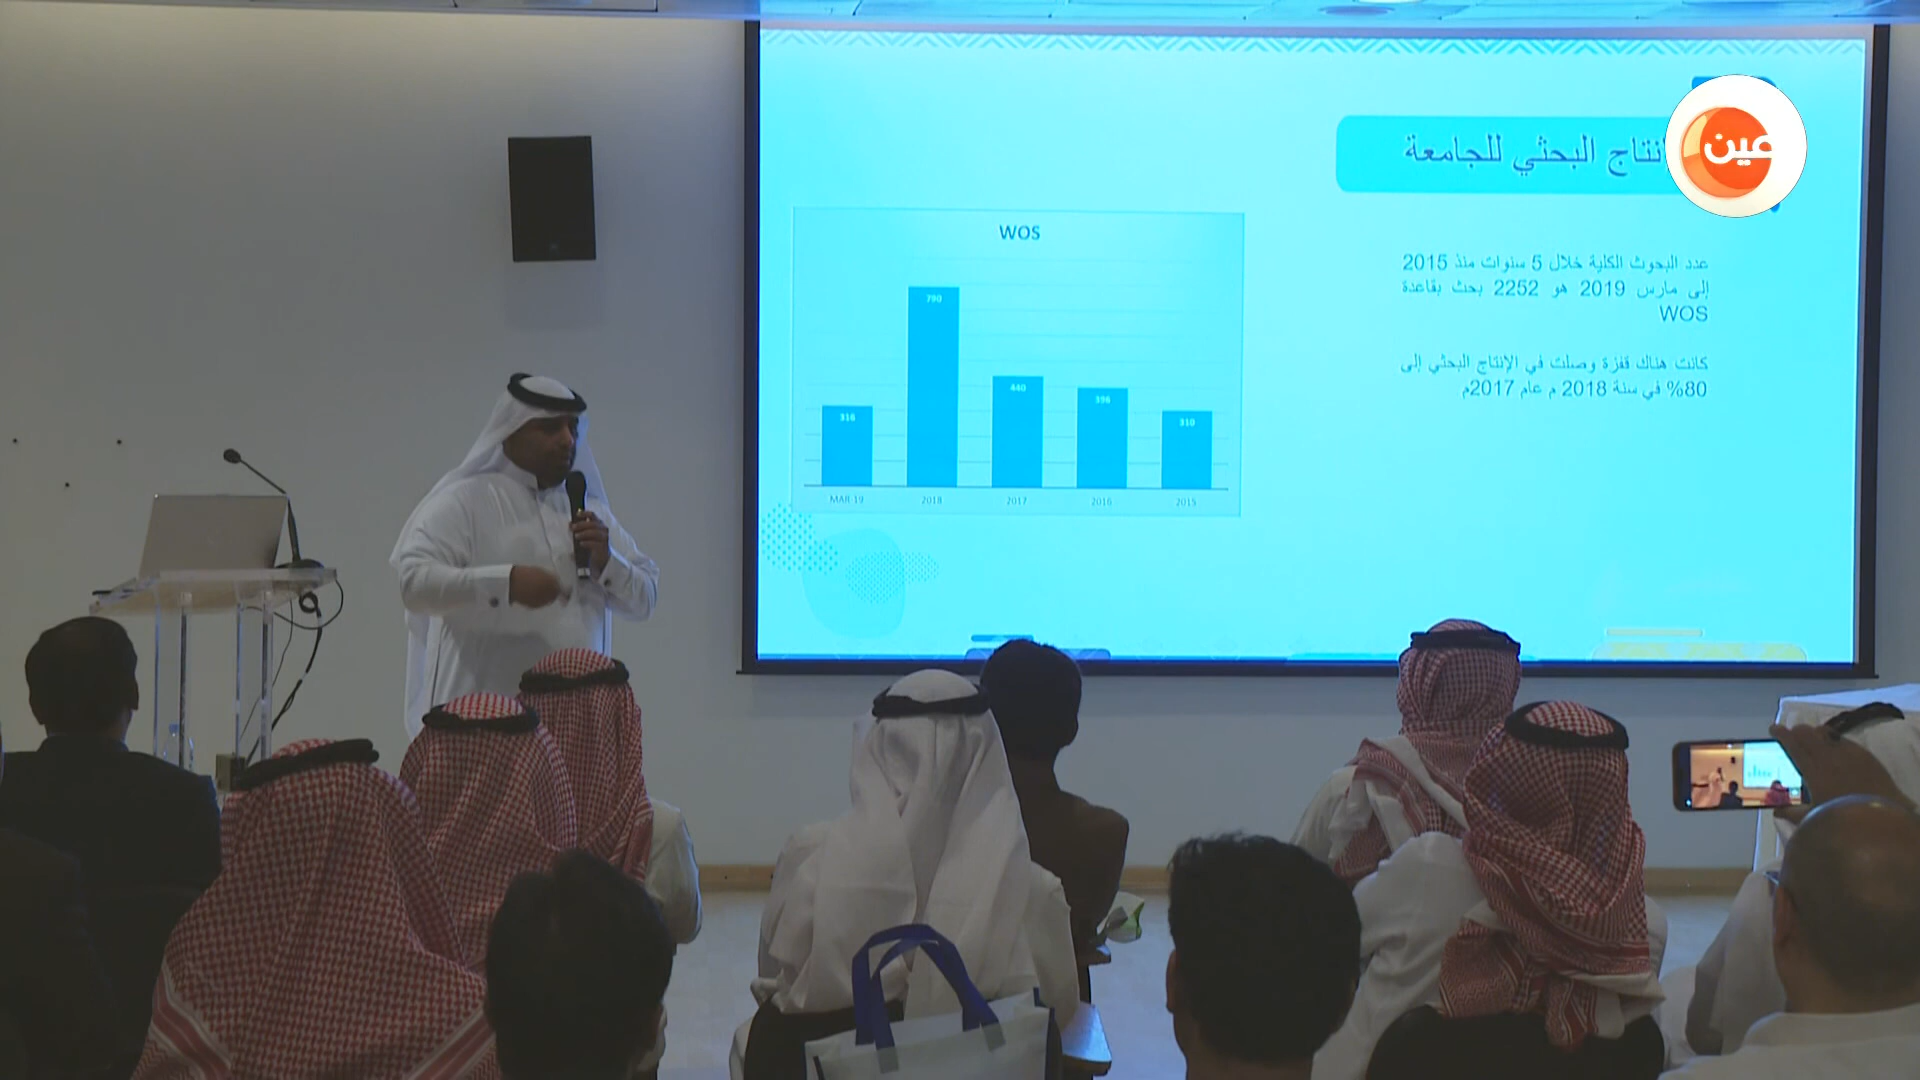 عين
إنتاج البحثي للجامعة
عدد البحوث الكلية خلال 5 سنوات منذ 2015
إلى مارس 2019 هو 2252 بحث بقاعدة
WOS
كانت هناك قفزة وصلت في الإنتاج البحثي إلى
80% في سنة 2018 م عام 2017م
WOS
316 790 440 396 310
MAR-19 2018 2017 2016 2015